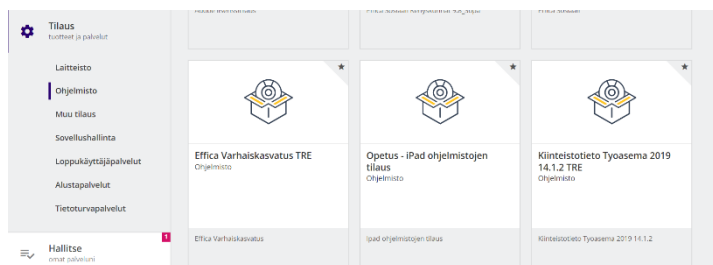 Tilaus
tuotteet ja palvelut
Laitteisto
Ohjelmisto
Muu tilaus
Sovellushallinta
Loppukäyttäjäpalvelut
Alustapalvelut
Tietoturvapalvelut
1
Hallitse
omat palveluni
Effica Varhaiskasvatus TRE
Ohjelmisto
Effica Varhaiskasvatus
Opetus - iPad ohjelmistojen
tilaus
Ohjelmisto
Ipad ohjelmistojen tilaus
Kiinteistotieto Tyoasema 2019
14.1.2 TRE
Ohjelmisto
Kiinteistotieto Tyoasema 2019 14.1.2